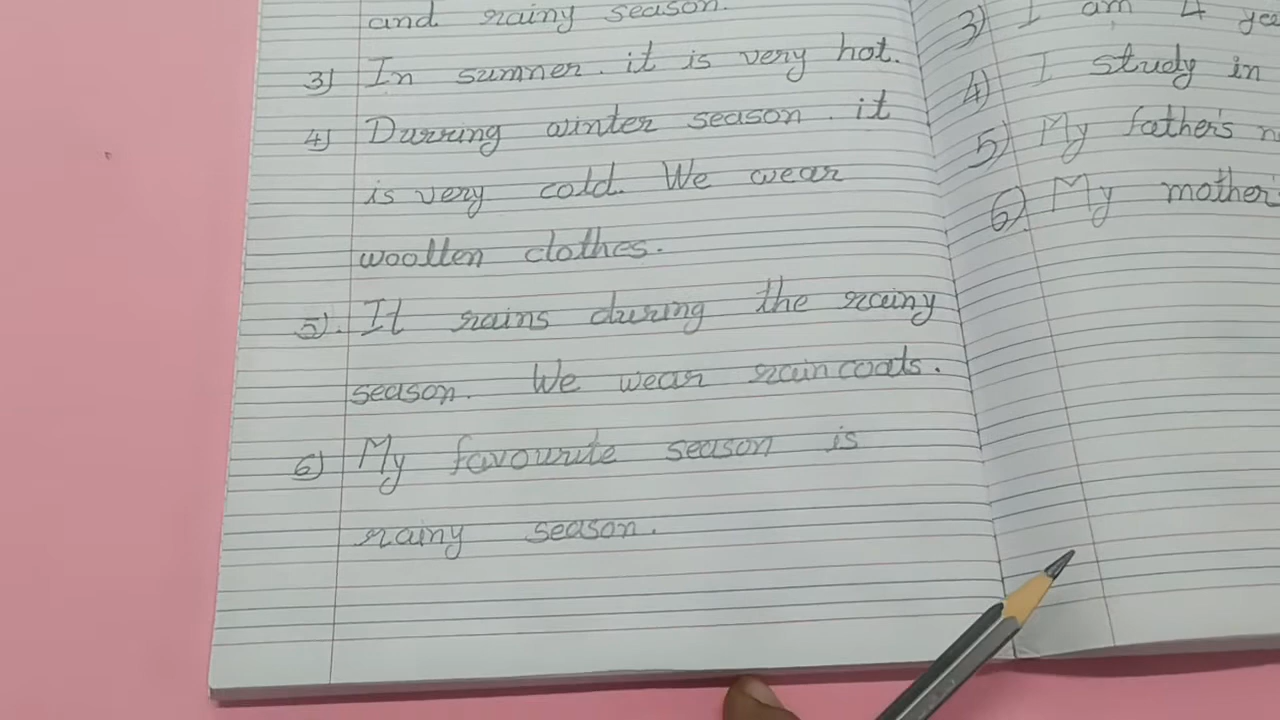 and rainy season.
3) In summer. it is very hot.
4) During winter season. it
is very cold. We wear
woollen clothes.
5). It rains during the rainy
season. We wear raincoats.
6) My favourite season is
rainy season.
3) I am 4
4) I study in
5) My father's
6) My mother